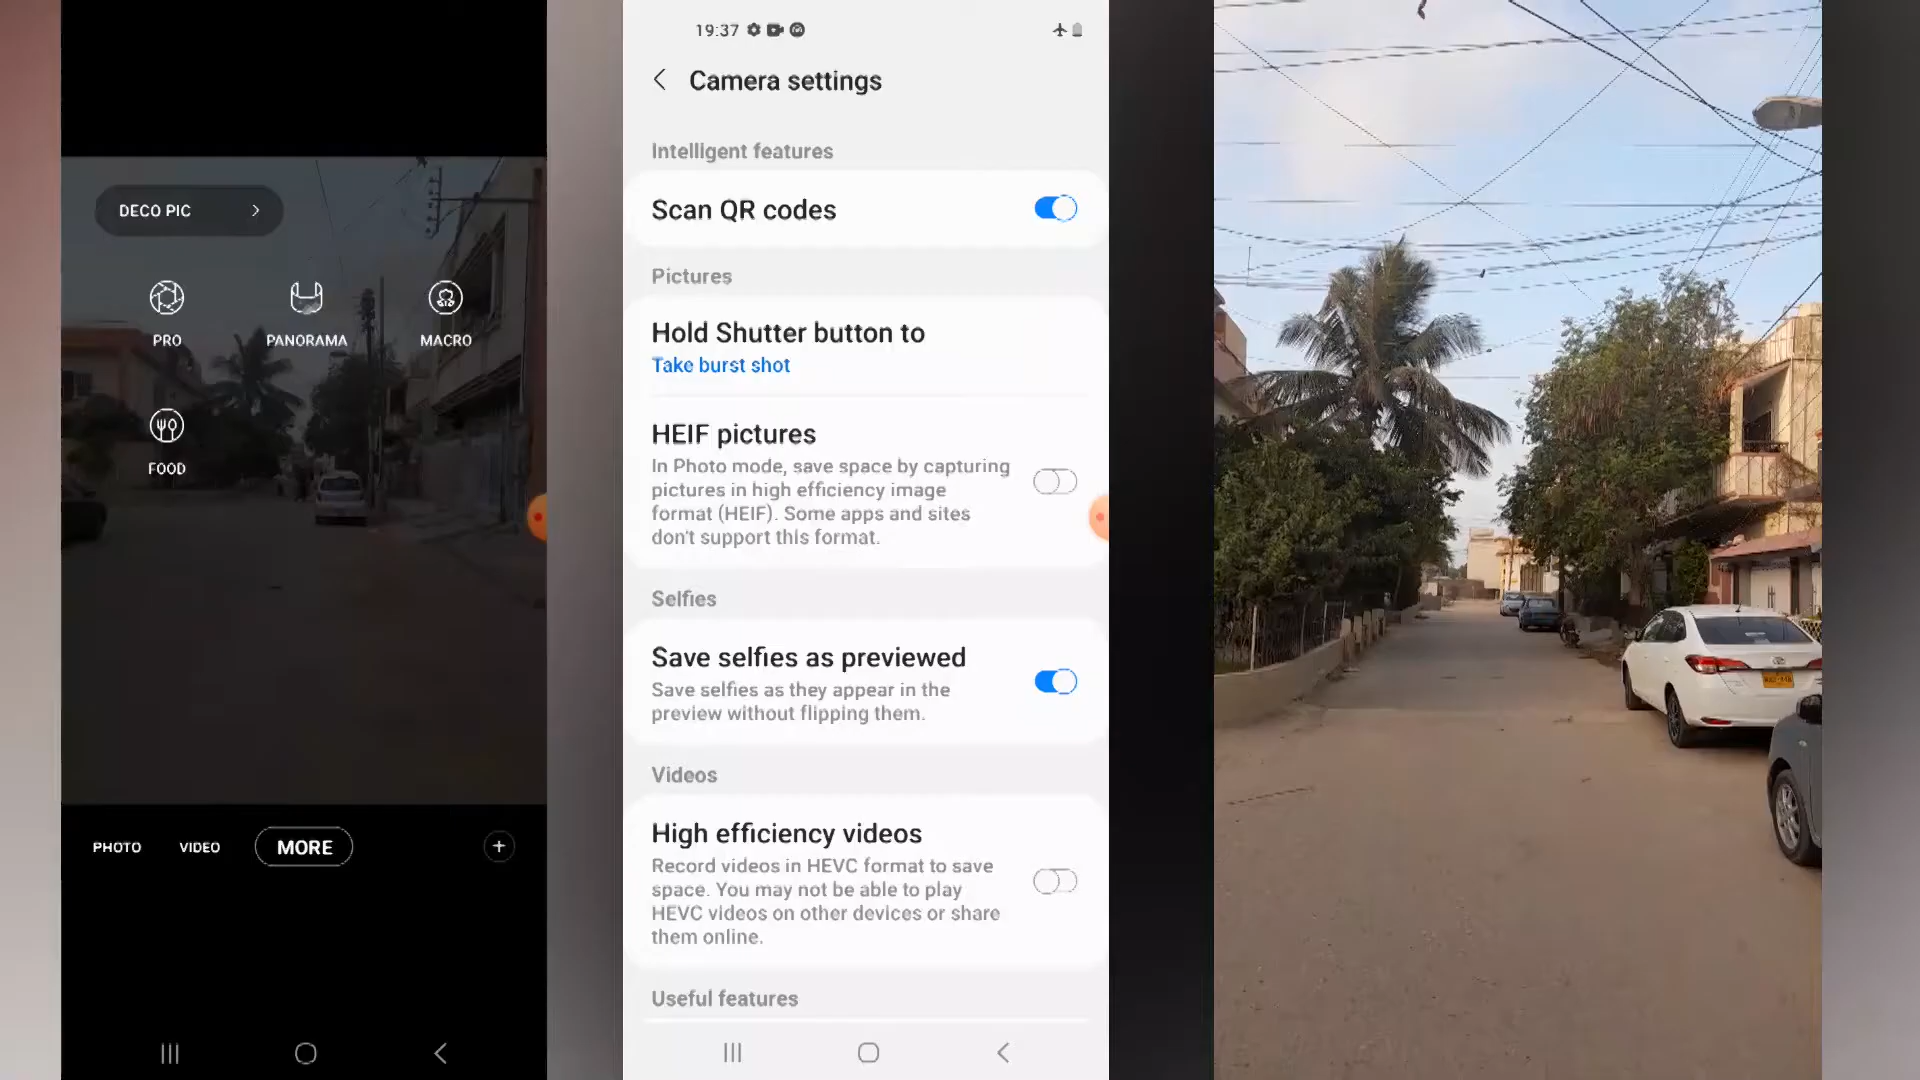 DECO PIC
PRO
PANORAMA
MACRO
FOOD
PHOTO
VIDEO
MORE
19:37
Camera settings
Intelligent features
Scan QR codes
Pictures
Hold Shutter button to
Take burst shot
HEIF pictures
In Photo mode, save space by capturing
pictures in high efficiency image
format (HEIF). Some apps and sites
don't support this format.
Selfies
Save selfies as previewed
Save selfies as they appear in the
preview without flipping them.
Videos
High efficiency videos
Record videos in HEVC format to save
space. You may not be able to play
HEVC videos on other devices or share
them online.
Useful features